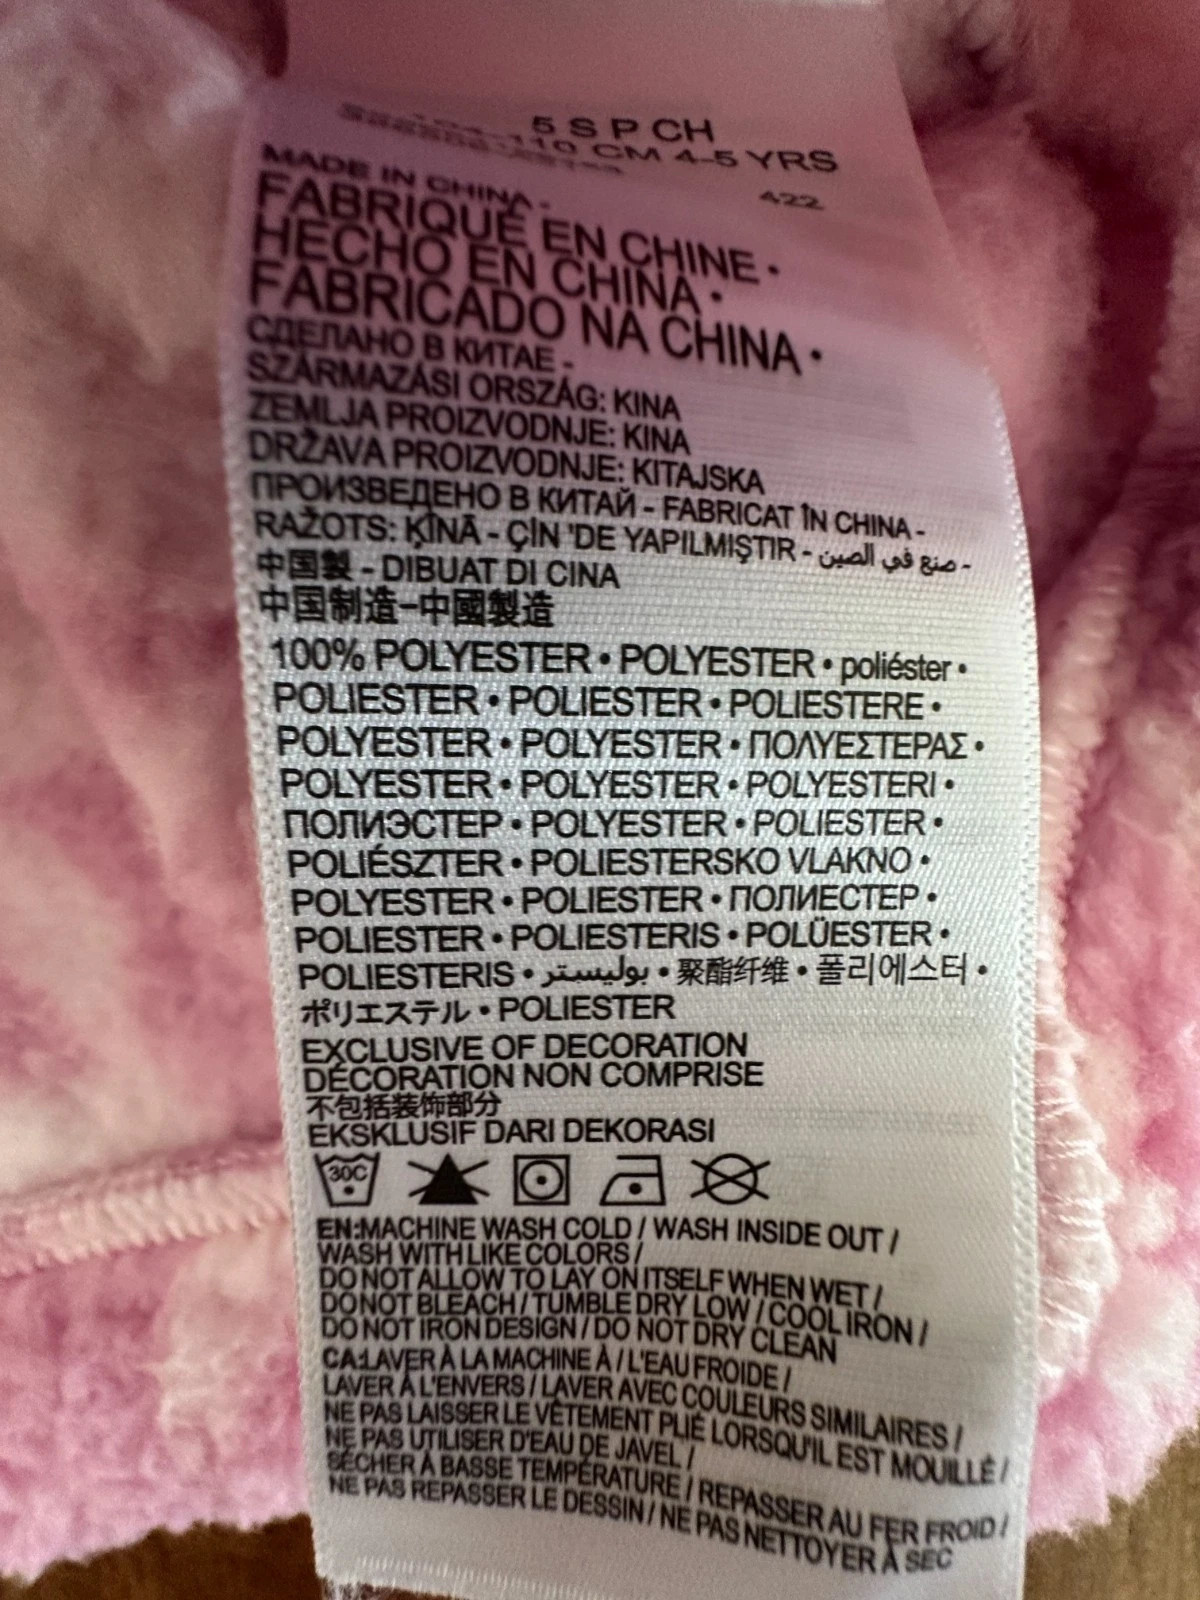 5 S P CH
104-110 CM 4-5 YRS
422
MADE IN CHINA -
FABRIQUÉ EN CHINE •
HECHO EN CHINA •
FABRICADO NA CHINA •
СДЕЛАНО В КИТАЕ -
SZÁRMAZÁSI ORSZÁG: KINA
ZEMLJA PROIZVODNJE: KINA
DRŽAVA PROIZVODNJE: KITAJSKA
ПРОИЗВЕДЕНО В КИТАЙ - FABRICAT ÎN CHINA -
RAŽOTS: ĶĪNĀ - ÇİN 'DE YAPILMIŞTIR - صنع في الصين -
中国製 - DIBUAT DI CINA
中国制造-中國製造
100% POLYESTER • POLYESTER • poliéster •
POLIESTER • POLIESTER • POLIESTERE •
POLYESTER • POLYESTER • ΠΟΛΥΕΣΤΕΡΑΣ •
POLYESTER • POLYESTER • POLYESTERI •
ПОЛИЭСТЕР • POLYESTER • POLIESTER •
POLIÉSZTER • POLIESTERSKO VLAKNO •
POLYESTER • POLIESTER • ПОЛИЕСТЕР •
POLIESTER • POLIESTERIS • POLÜESTER •
POLIESTERIS • بوليستر • 聚酯纤维 • 폴리에스터 •
ポリエステル • POLIESTER
EXCLUSIVE OF DECORATION
DÉCORATION NON COMPRISE
不包括装饰部分
EKSKLUSIF DARI DEKORASI
30C
EN:MACHINE WASH COLD / WASH INSIDE OUT /
WASH WITH LIKE COLORS /
DO NOT ALLOW TO LAY ON ITSELF WHEN WET /
DO NOT BLEACH / TUMBLE DRY LOW / COOL IRON /
DO NOT IRON DESIGN / DO NOT DRY CLEAN
CA:LAVER À LA MACHINE À / L'EAU FROIDE /
LAVER À L'ENVERS / LAVER AVEC COULEURS SIMILAIRES /
NE PAS LAISSER LE VÊTEMENT PLIÉ LORSQU'IL EST MOUILLÉ /
NE PAS UTILISER D'EAU DE JAVEL /
SÉCHER À BASSE TEMPÉRATURE / REPASSER AU FER FROID /
NE PAS REPASSER LE DESSIN / NE PAS NETTOYER À SEC